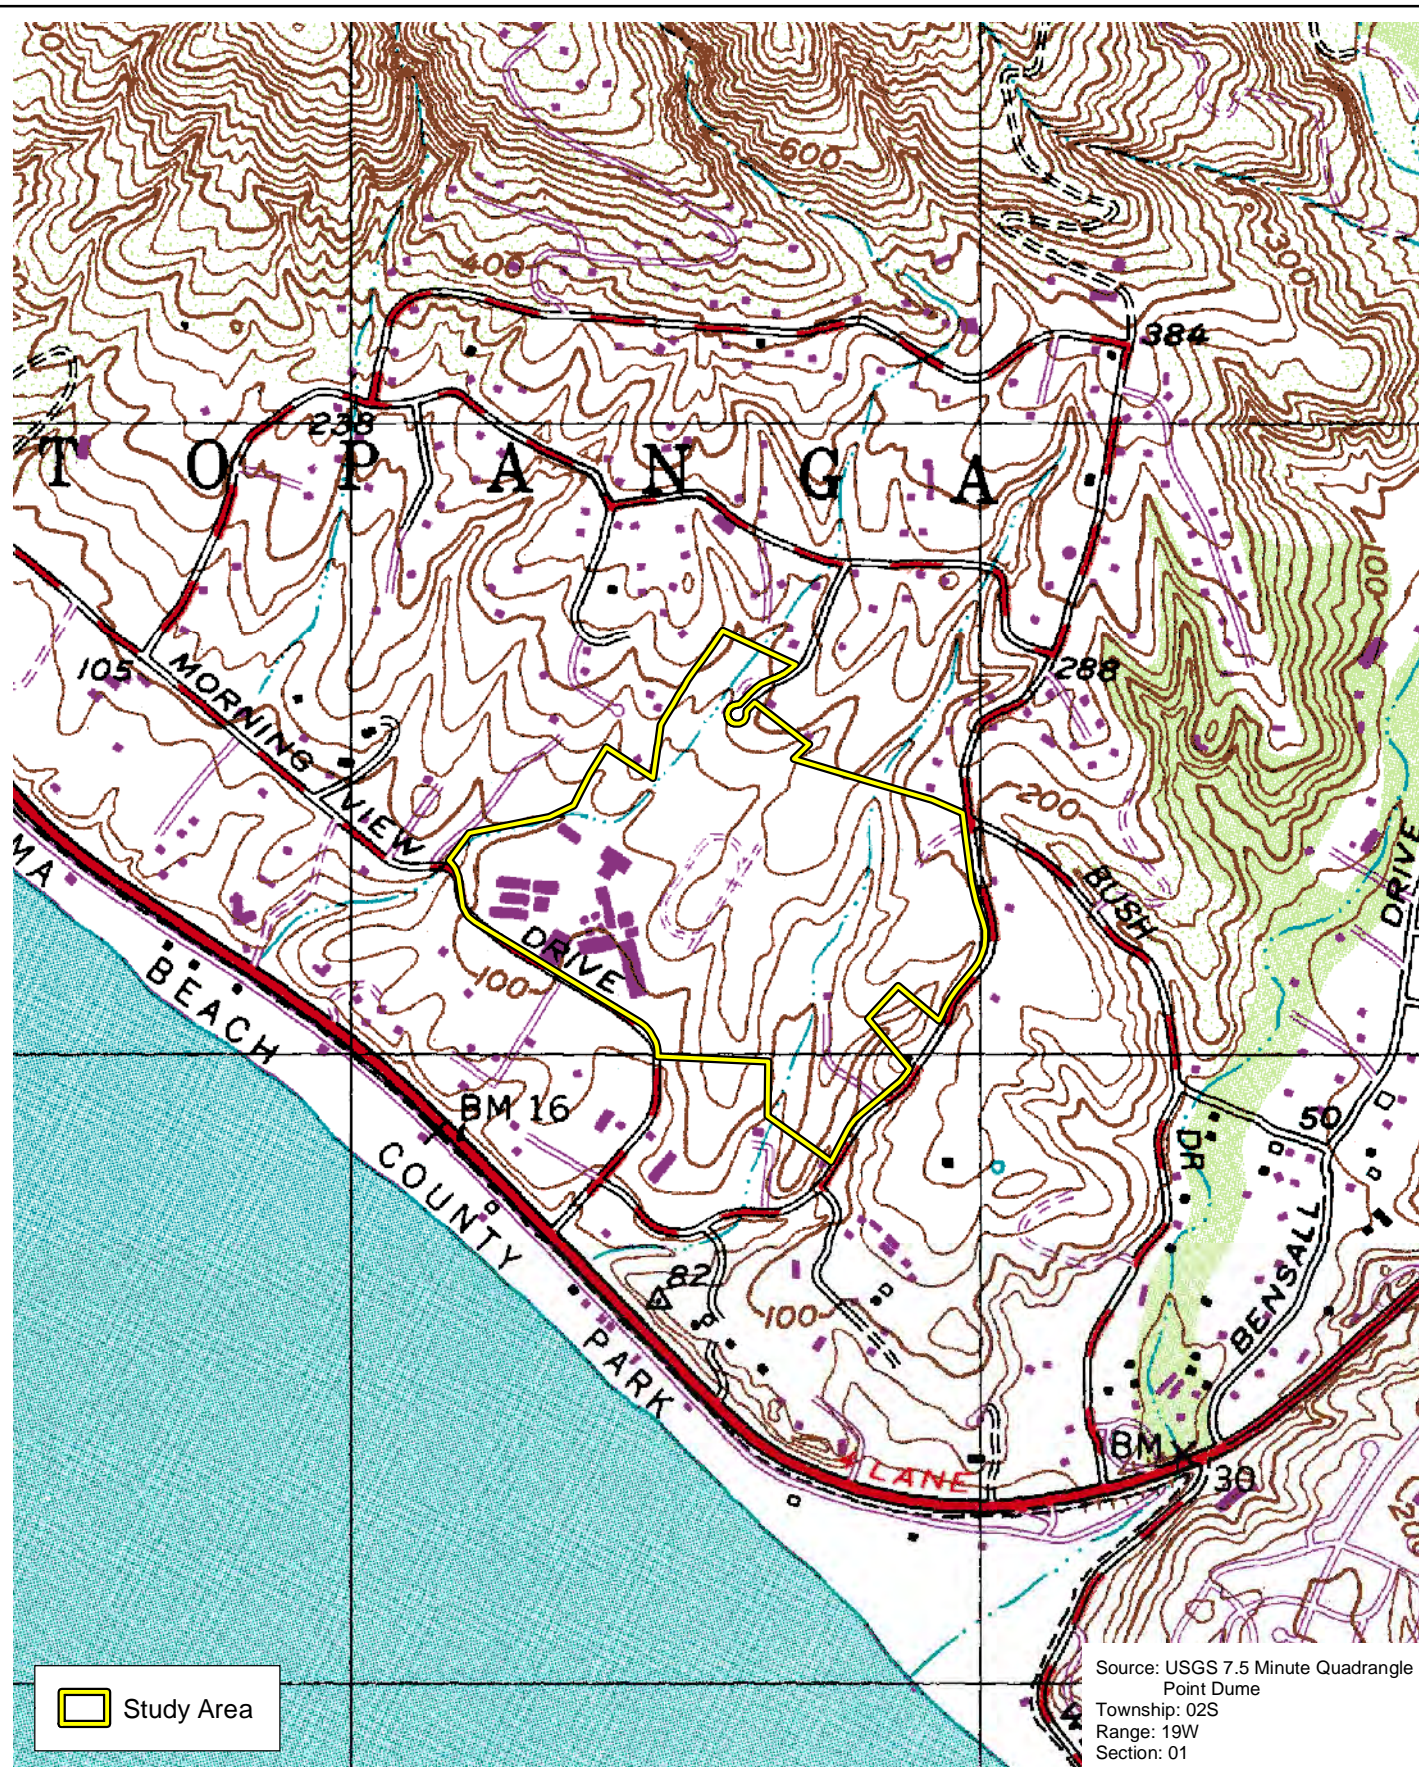 600
300
400
384
238
T O P A N G A
100
105
MORNING VIEW DRIVE
288
200
BUSH DR
DRIVE
MA
BEACH COUNTY PARK
100
BM 16
50
82
100
BENSALL
LANE
BM
30
Study Area
Source: USGS 7.5 Minute Quadrangle
Point Dume
Township: 02S
Range: 19W
Section: 01